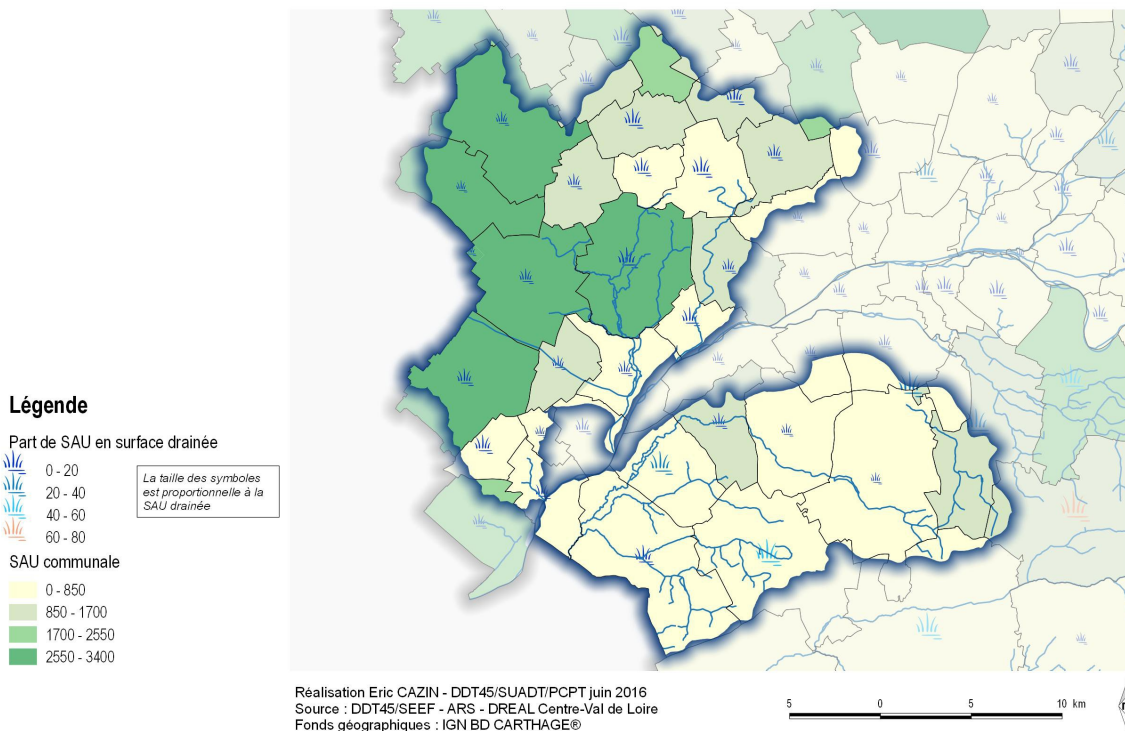 Légende
Part de SAU en surface drainée
0 - 20
20 - 40
40 - 60
60 - 80
La taille des symboles
est proportionnelle à la
SAU drainée
SAU communale
0 - 850
850 - 1700
1700 - 2550
2550 - 3400
Réalisation Eric CAZIN - DDT45/SUADT/PCPT juin 2016
Source : DDT45/SEEF - ARS - DREAL Centre-Val de Loire
Fonds géographiques : IGN BD CARTHAGE®
5 0 5 10 km